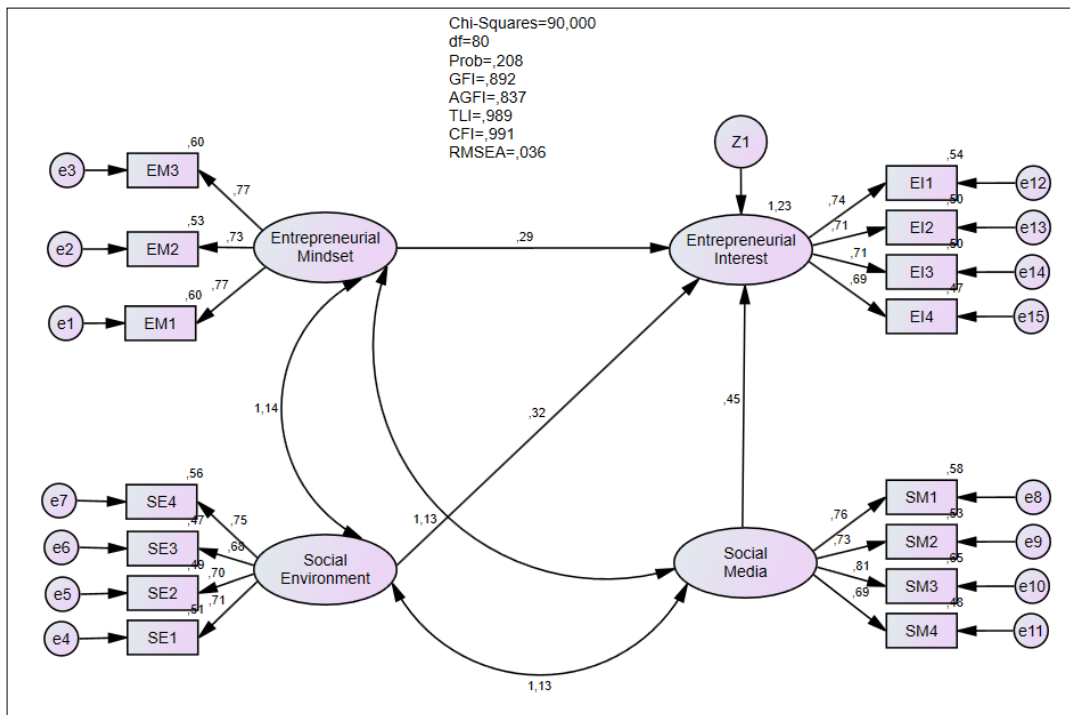 Chi-Squares=90,000
df=80
Prob=,208
GFI=,892
AGFI=,837
TLI=,989
CFI=,991
RMSEA=,036
Z1
,60
e3
EM3
,77
,53
e2
EM2
,73
,60
e1
EM1
,77
Entrepreneurial
Mindset
,29
1,23
Entrepreneurial
Interest
,54
EI1
e12
,74
,50
EI2
e13
,71
,50
EI3
e14
,71
,47
EI4
e15
,69
1,14
,32
,45
1,13
,56
e7
SE4
,75
,47
e6
SE3
,68
,49
e5
SE2
,70
,51
e4
SE1
,71
Social
Environment
Social
Media
,58
SM1
e8
,76
,53
SM2
e9
,73
,65
SM3
e10
,81
,48
SM4
e11
,69
1,13